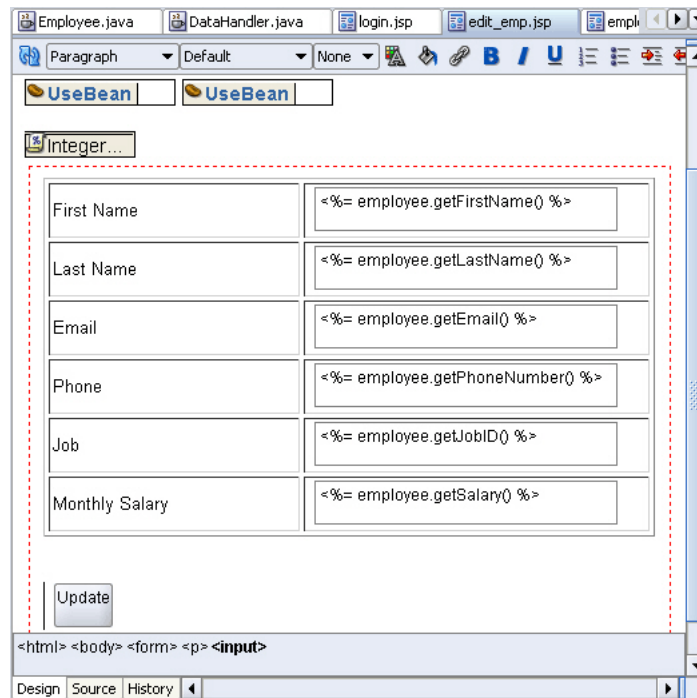 Employee.java DataHandler.java login.jsp edit_emp.jsp empl
Paragraph Default None B I U
UseBean UseBean
Integer...
First Name <%= employee.getFirstName() %>
Last Name <%= employee.getLastName() %>
Email <%= employee.getEmail() %>
Phone <%= employee.getPhoneNumber() %>
Job <%= employee.getJobID() %>
Monthly Salary <%= employee.getSalary() %>
Update
<html> <body> <form> <p> <input>
Design Source History